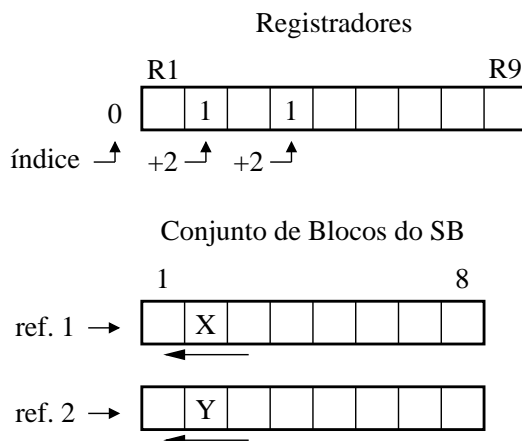 Registradores
R1 R9
0 1 1
índice +2 +2
Conjunto de Blocos do SB
1 8
ref. 1 X
ref. 2 Y